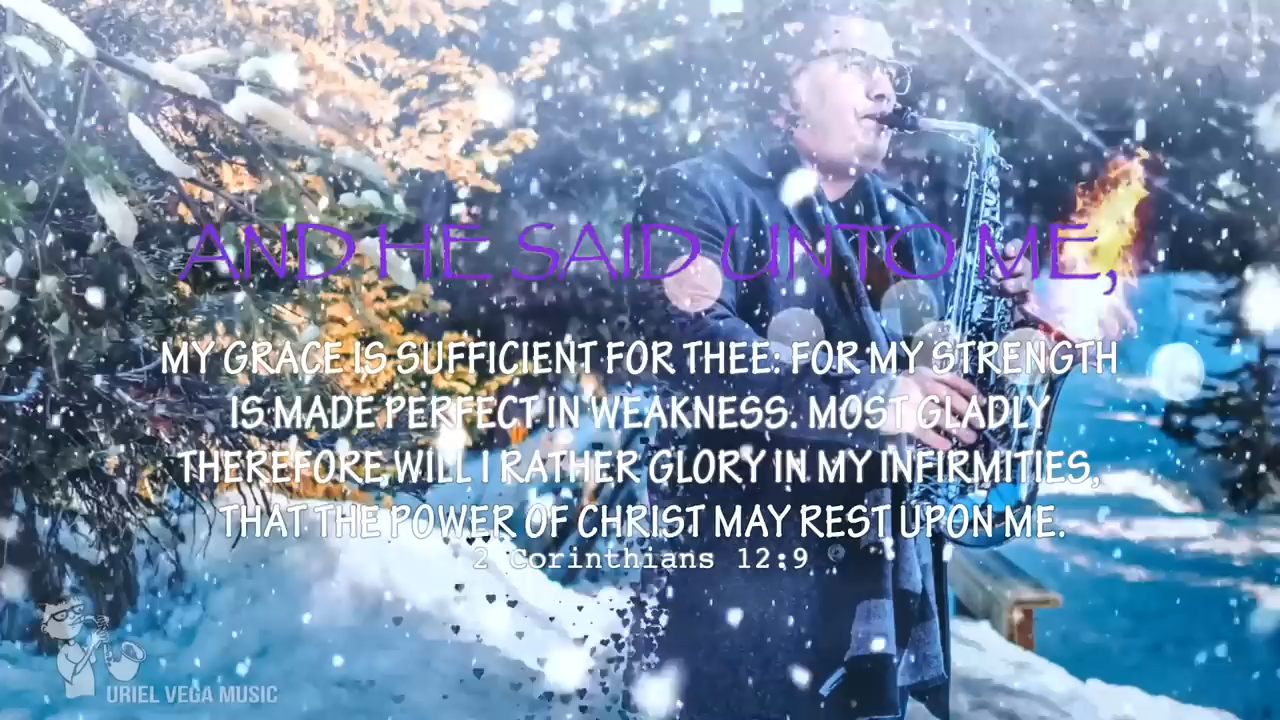 AND HE SAID UNTO ME,
MY GRACE IS SUFFICIENT FOR THEE: FOR MY STRENGTH
IS MADE PERFECT IN WEAKNESS. MOST GLADLY
THEREFORE WILL I RATHER GLORY IN MY INFIRMITIES,
THAT THE POWER OF CHRIST MAY REST UPON ME.
2 Corinthians 12:9
URIEL VEGA MUSIC